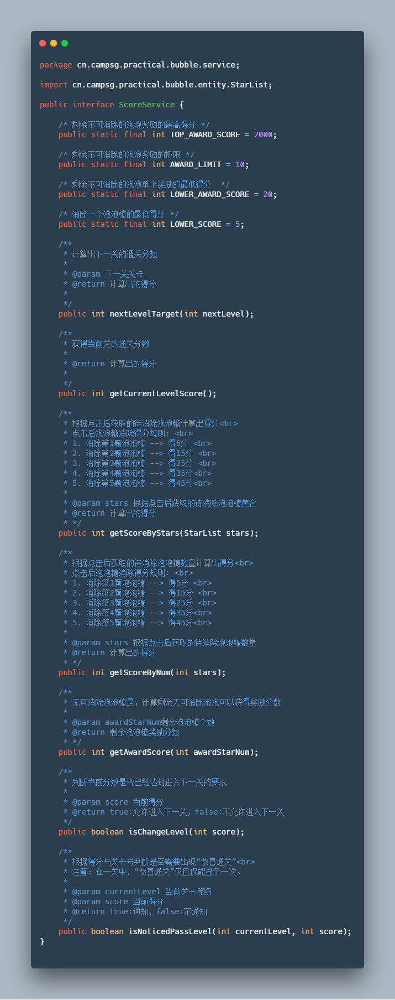 package cn.campsg.practical.bubble.service;
import cn.campsg.practical.bubble.entity.StarList;
public interface ScoreService {
/* 剩余不可消除的泡泡奖励的最高得分 */
public static final int TOP_AWARD_SCORE = 2000;
/* 剩余不可消除的泡泡奖励的极限 */
public static final int AWARD_LIMIT = 10;
/* 剩余不可消除的泡泡单个奖励的最低得分  */
public static final int LOWER_AWARD_SCORE = 20;
/* 消除一个泡泡糖的最低得分 */
public static final int LOWER_SCORE = 5;
/**
* 计算出下一关的通关分数
*
* @param 下一关关卡
* @return 计算出的得分
*
*/
public int nextLevelTarget(int nextLevel);
/**
* 获得当前关的通关分数
*
* @return 计算出的得分
*
*/
public int getCurrentLevelScore();
/**
* 根据点击后获取的待消除泡泡糖计算出得分<br>
* 点击后泡泡糖消除得分规则: <br>
* 1. 消除第1颗泡泡糖 --> 得5分 <br>
* 2. 消除第2颗泡泡糖 --> 得15分 <br>
* 3. 消除第3颗泡泡糖 --> 得25分 <br>
* 4. 消除第4颗泡泡糖 --> 得35分<br>
* 5. 消除第5颗泡泡糖 --> 得45分<br>
*
* @param stars 根据点击后获取的待消除泡泡糖集合
* @return 计算出的得分
* */
public int getScoreByStars(StarList stars);
/**
* 根据点击后获取的待消除泡泡糖数量计算出得分<br>
* 点击后泡泡糖消除得分规则: <br>
* 1. 消除第1颗泡泡糖 --> 得5分 <br>
* 2. 消除第2颗泡泡糖 --> 得15分 <br>
* 3. 消除第3颗泡泡糖 --> 得25分 <br>
* 4. 消除第4颗泡泡糖 --> 得35分<br>
* 5. 消除第5颗泡泡糖 --> 得45分<br>
*
* @param stars 根据点击后获取的待消除泡泡糖数量
* @return 计算出的得分
* */
public int getScoreByNum(int stars);
/**
* 无可消除泡泡糖是，计算剩余无可消除泡泡可以获得奖励分数
*
* @param awardStarNum剩余泡泡糖个数
* @return 剩余泡泡糖奖励分数
* */
public int getAwardScore(int awardStarNum);
/**
* 判断当前分数是否已经达到进入下一关的要求
*
* @param score 当前得分
* @return true:允许进入下一关，false:不允许进入下一关
*/
public boolean isChangeLevel(int score);
/**
* 根据得分与关卡号判断是否需要出现“恭喜通关”<br>
* 注意：在一关中，“恭喜通关”仅且仅能显示一次。
*
* @param currentLevel 当前关卡等级
* @param score 当前得分
* @return true:通知，false:不通知
*/
public boolean isNoticedPassLevel(int currentLevel, int score);
}